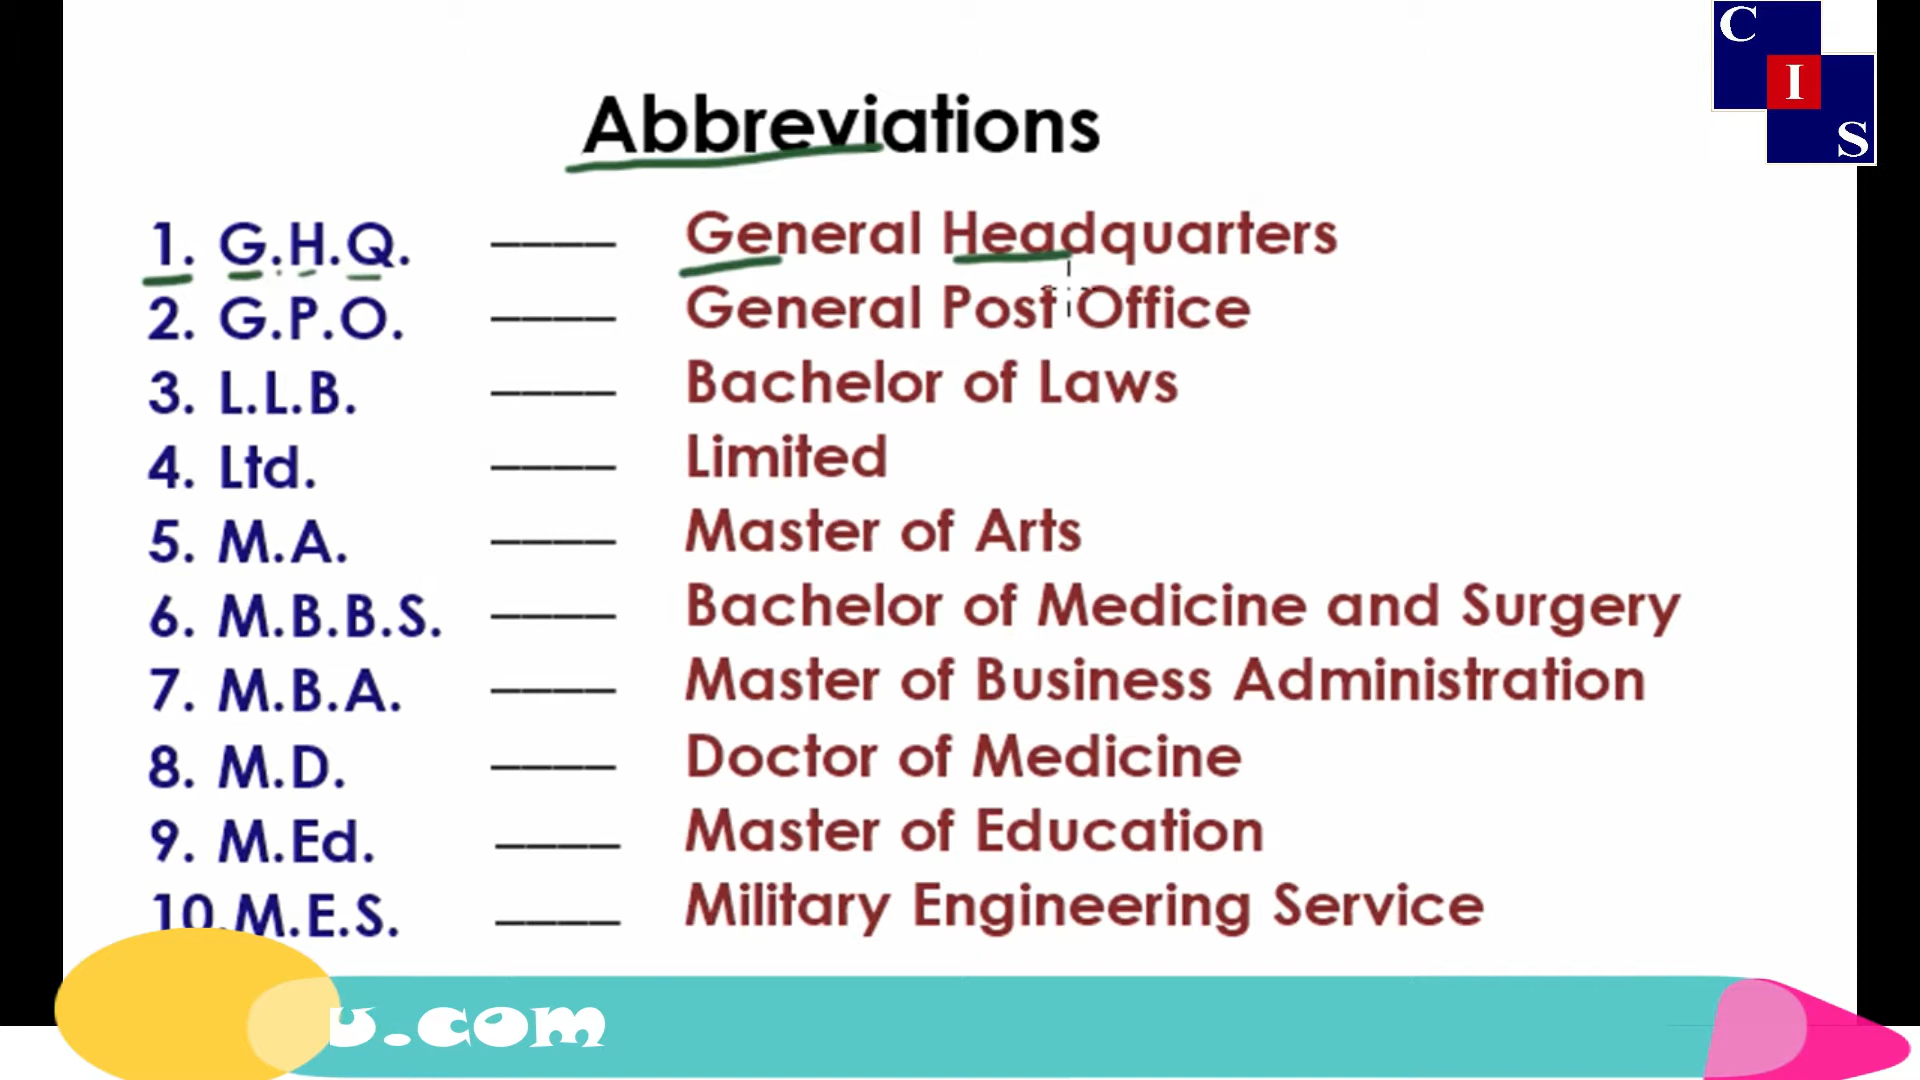 C
I
S
Abbreviations
1. G.H.Q. ---- General Headquarters
2. G.P.O. ---- General Post Office
3. L.L.B. ---- Bachelor of Laws
4. Ltd. ---- Limited
5. M.A. ---- Master of Arts
6. M.B.B.S. ---- Bachelor of Medicine and Surgery
7. M.B.A. ---- Master of Business Administration
8. M.D. ---- Doctor of Medicine
9. M.Ed. ---- Master of Education
10.M.E.S. ---- Military Engineering Service
u.com